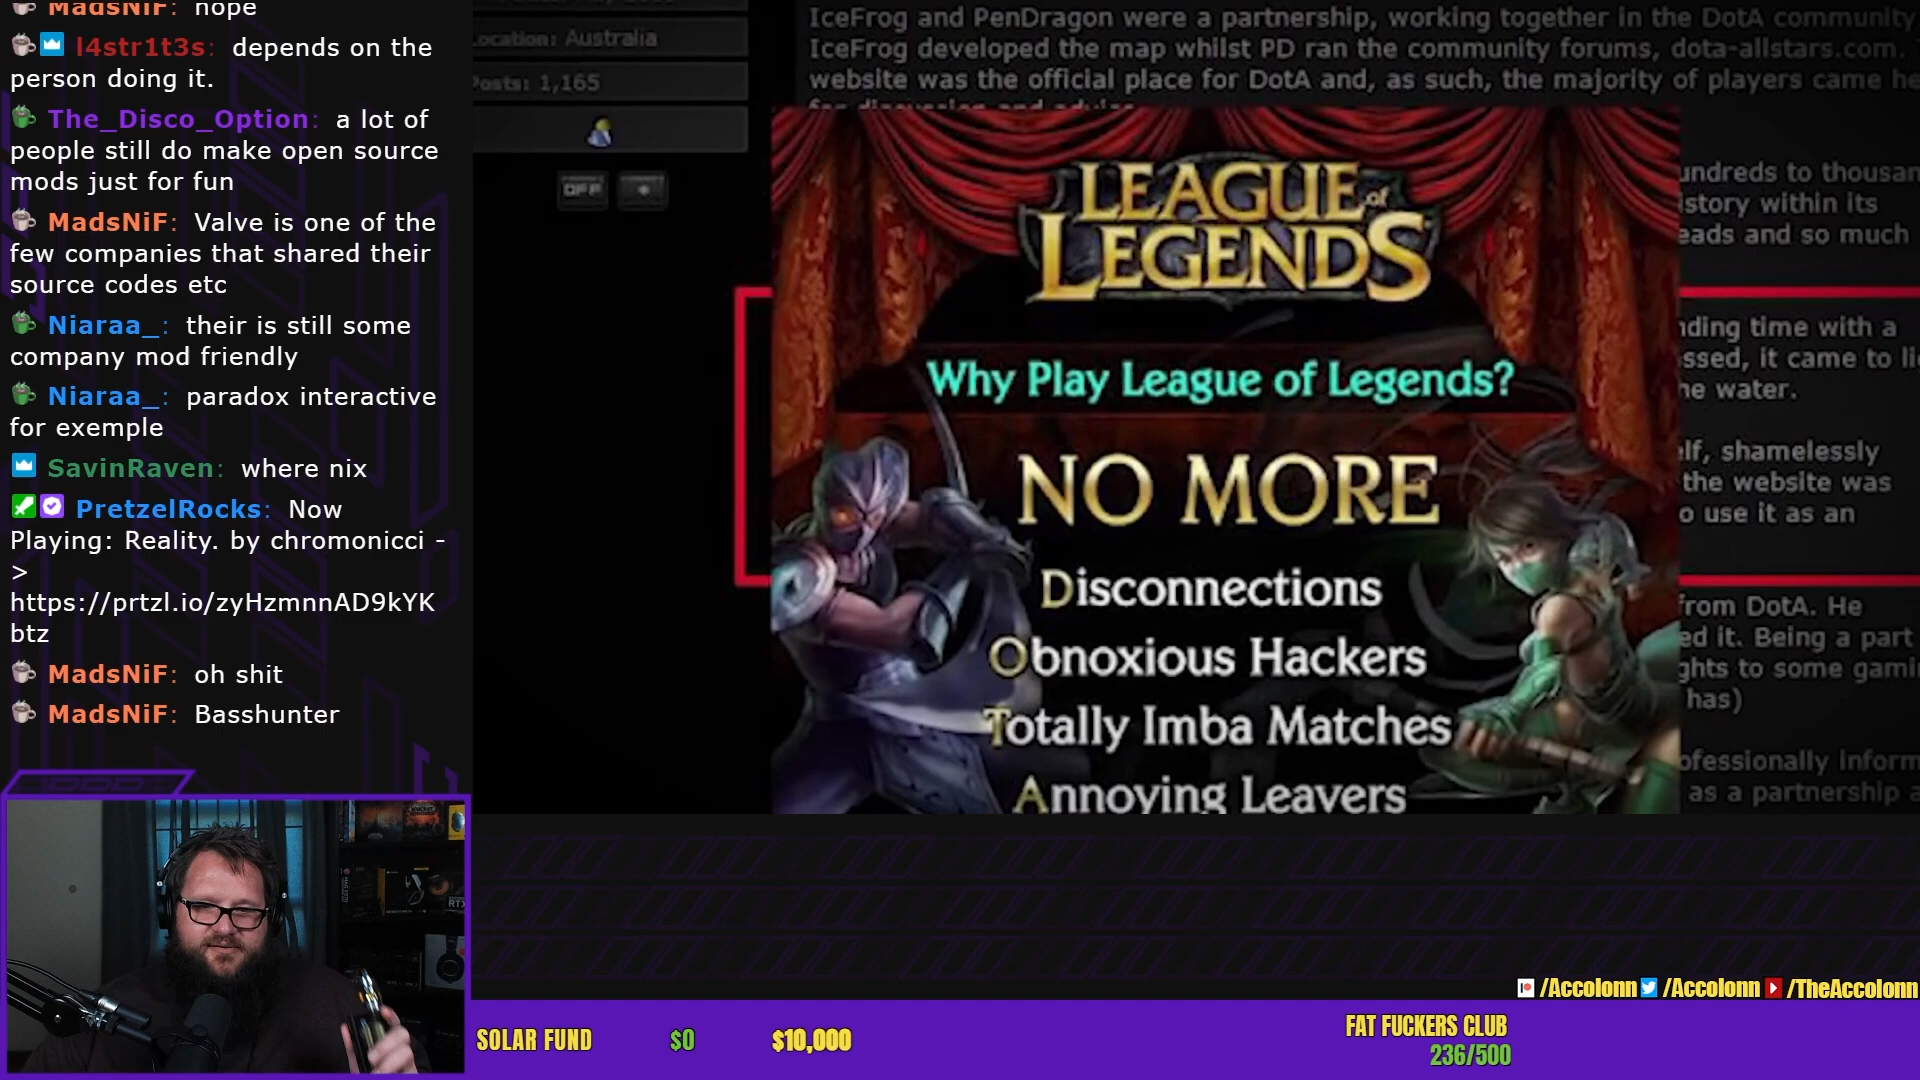 MadsNiF: nope
l4str1t3s: depends on the
person doing it.
The_Disco_Option: a lot of
people still do make open source
mods just for fun
MadsNiF: Valve is one of the
few companies that shared their
source codes etc
Niaraa_: their is still some
company mod friendly
Niaraa_: paradox interactive
for exemple
SavinRaven: where nix
PretzelRocks: Now
Playing: Reality. by chromonicci -
>
https://prtzl.io/zyHzmnnAD9kYK
btz
MadsNiF: oh shit
MadsNiF: Basshunter
Location: Australia
Posts: 1,165
OFF
IceFrog and PenDragon were a partnership, working together in the DotA community
IceFrog developed the map whilst PD ran the community forums, dota-allstars.com.
website was the official place for DotA and, as such, the majority of players came he
for discussion and advice
undreds to thousan
istory within its
eads and so much
nding time with a
ssed, it came to li
he water.
elf, shamelessly
the website was
o use it as an
from DotA. He
ed it. Being a part
ghts to some gami
has)
ofessionally inform
as a partnership a
LEAGUE of
LEGENDS
Why Play League of Legends?
NO MORE
Disconnections
Obnoxious Hackers
Totally Imba Matches
Annoying Leavers
/Accolonn /Accolonn /TheAccolonn
SOLAR FUND $0 $10,000
FAT FUCKERS CLUB
236/500